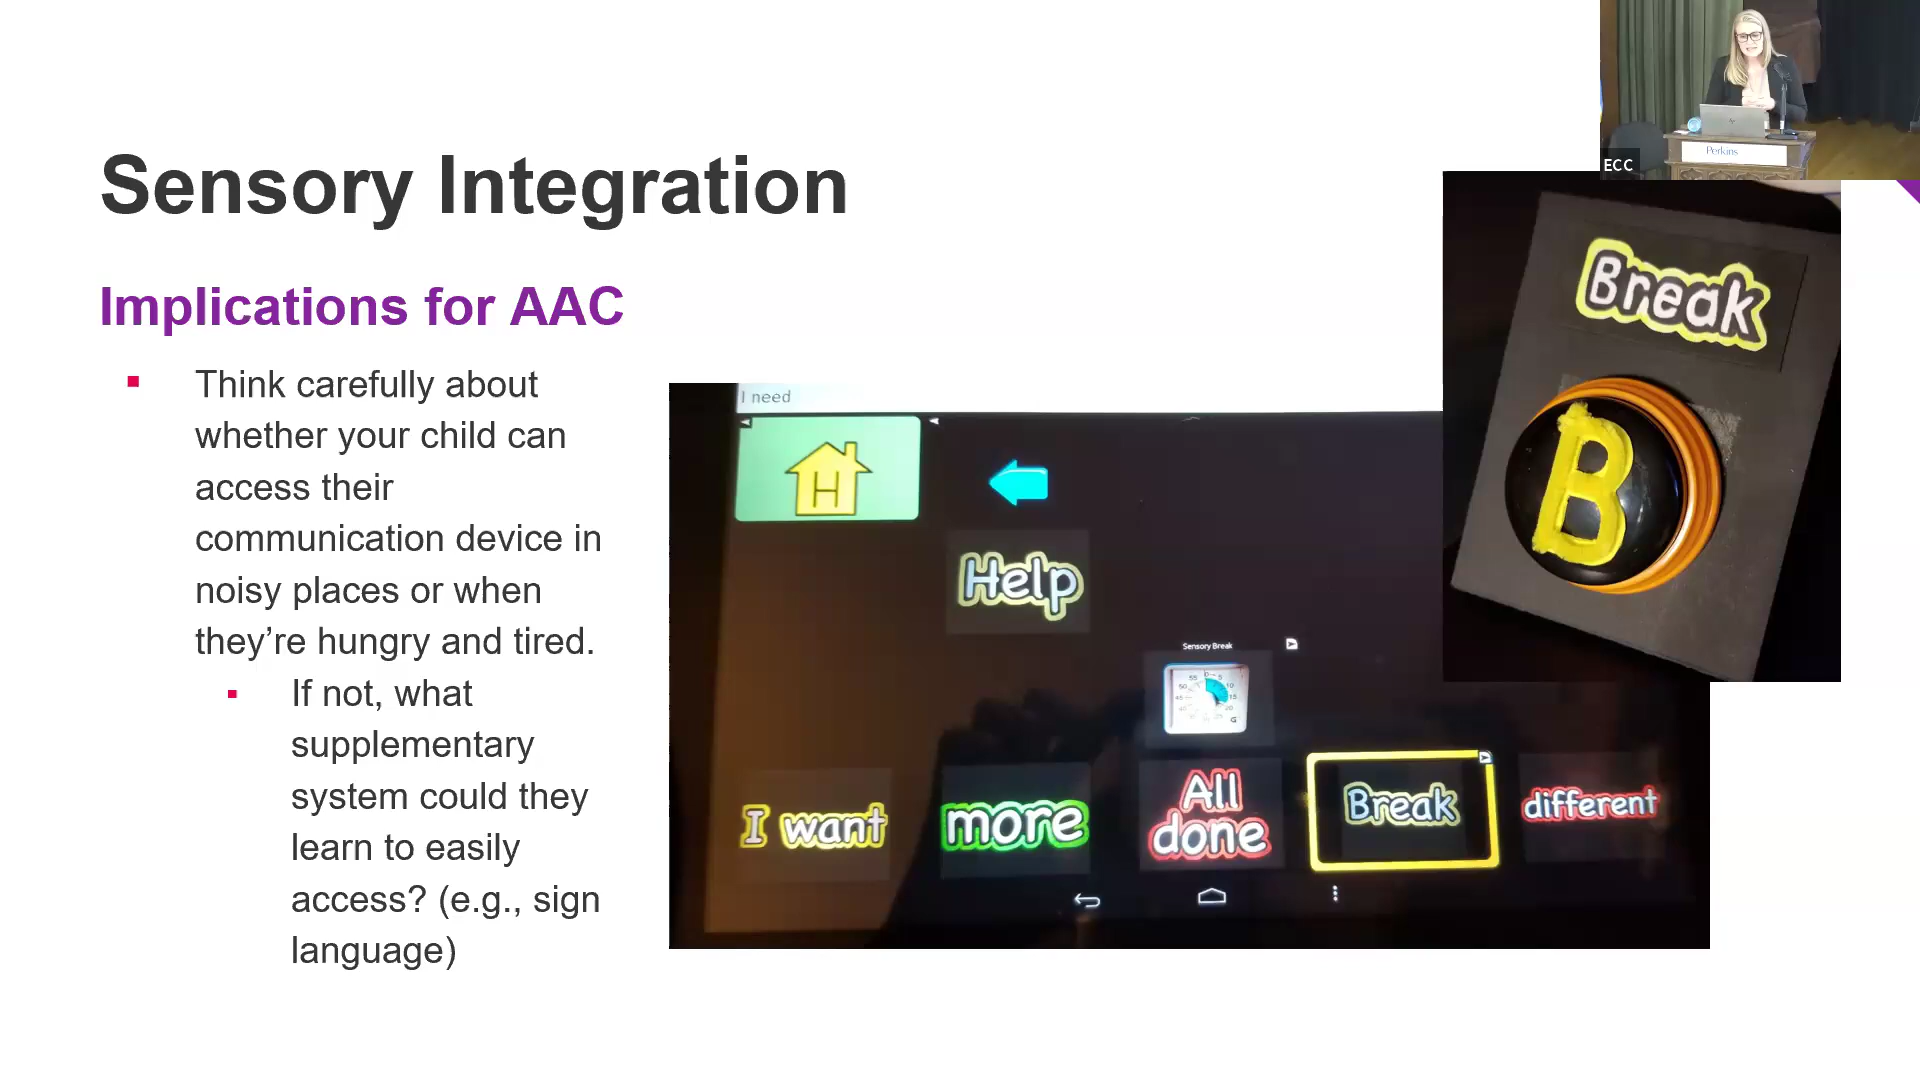 Perkins
ECC
Sensory Integration
Implications for AAC
Think carefully about
whether your child can
access their
communication device in
noisy places or when
they’re hungry and tired.
If not, what
supplementary
system could they
learn to easily
access? (e.g., sign
language)
I need
H
Help
Sensory Break
I want
more
All
done
Break
different
Break
B